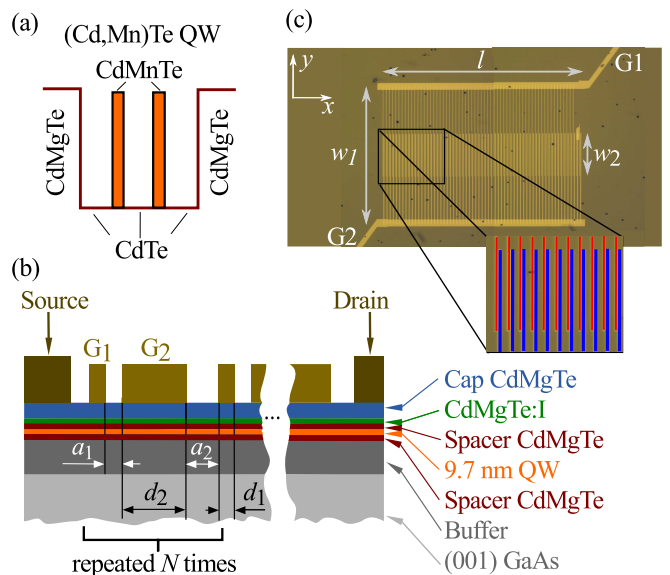 (a)
(Cd,Mn)Te QW
CdMnTe
CdMgTe
CdMgTe
CdTe
(b)
Source
Drain
G1
G2
...
a1
a2
d2
d1
repeated N times
Cap CdMgTe
CdMgTe:I
Spacer CdMgTe
9.7 nm QW
Spacer CdMgTe
Buffer
(001) GaAs
(c)
y
x
l
G1
w1
w2
G2